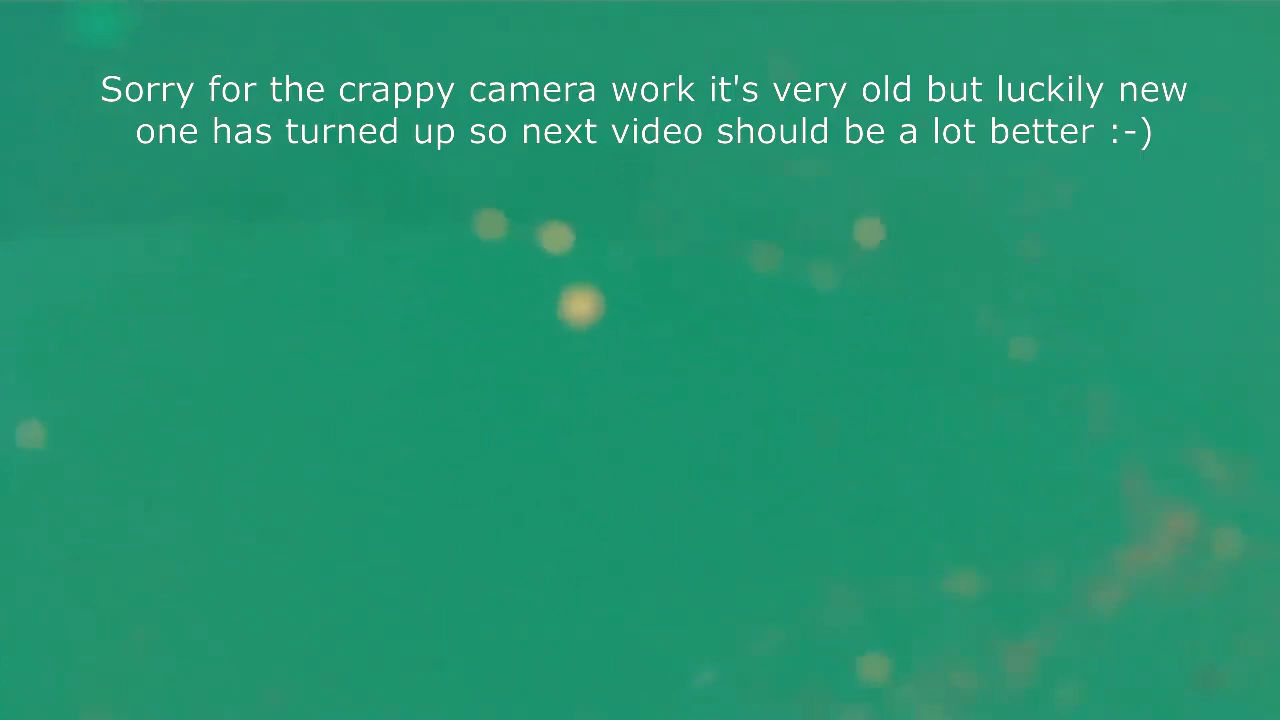 Sorry for the crappy camera work it's very old but luckily new
one has turned up so next video should be a lot better :-)